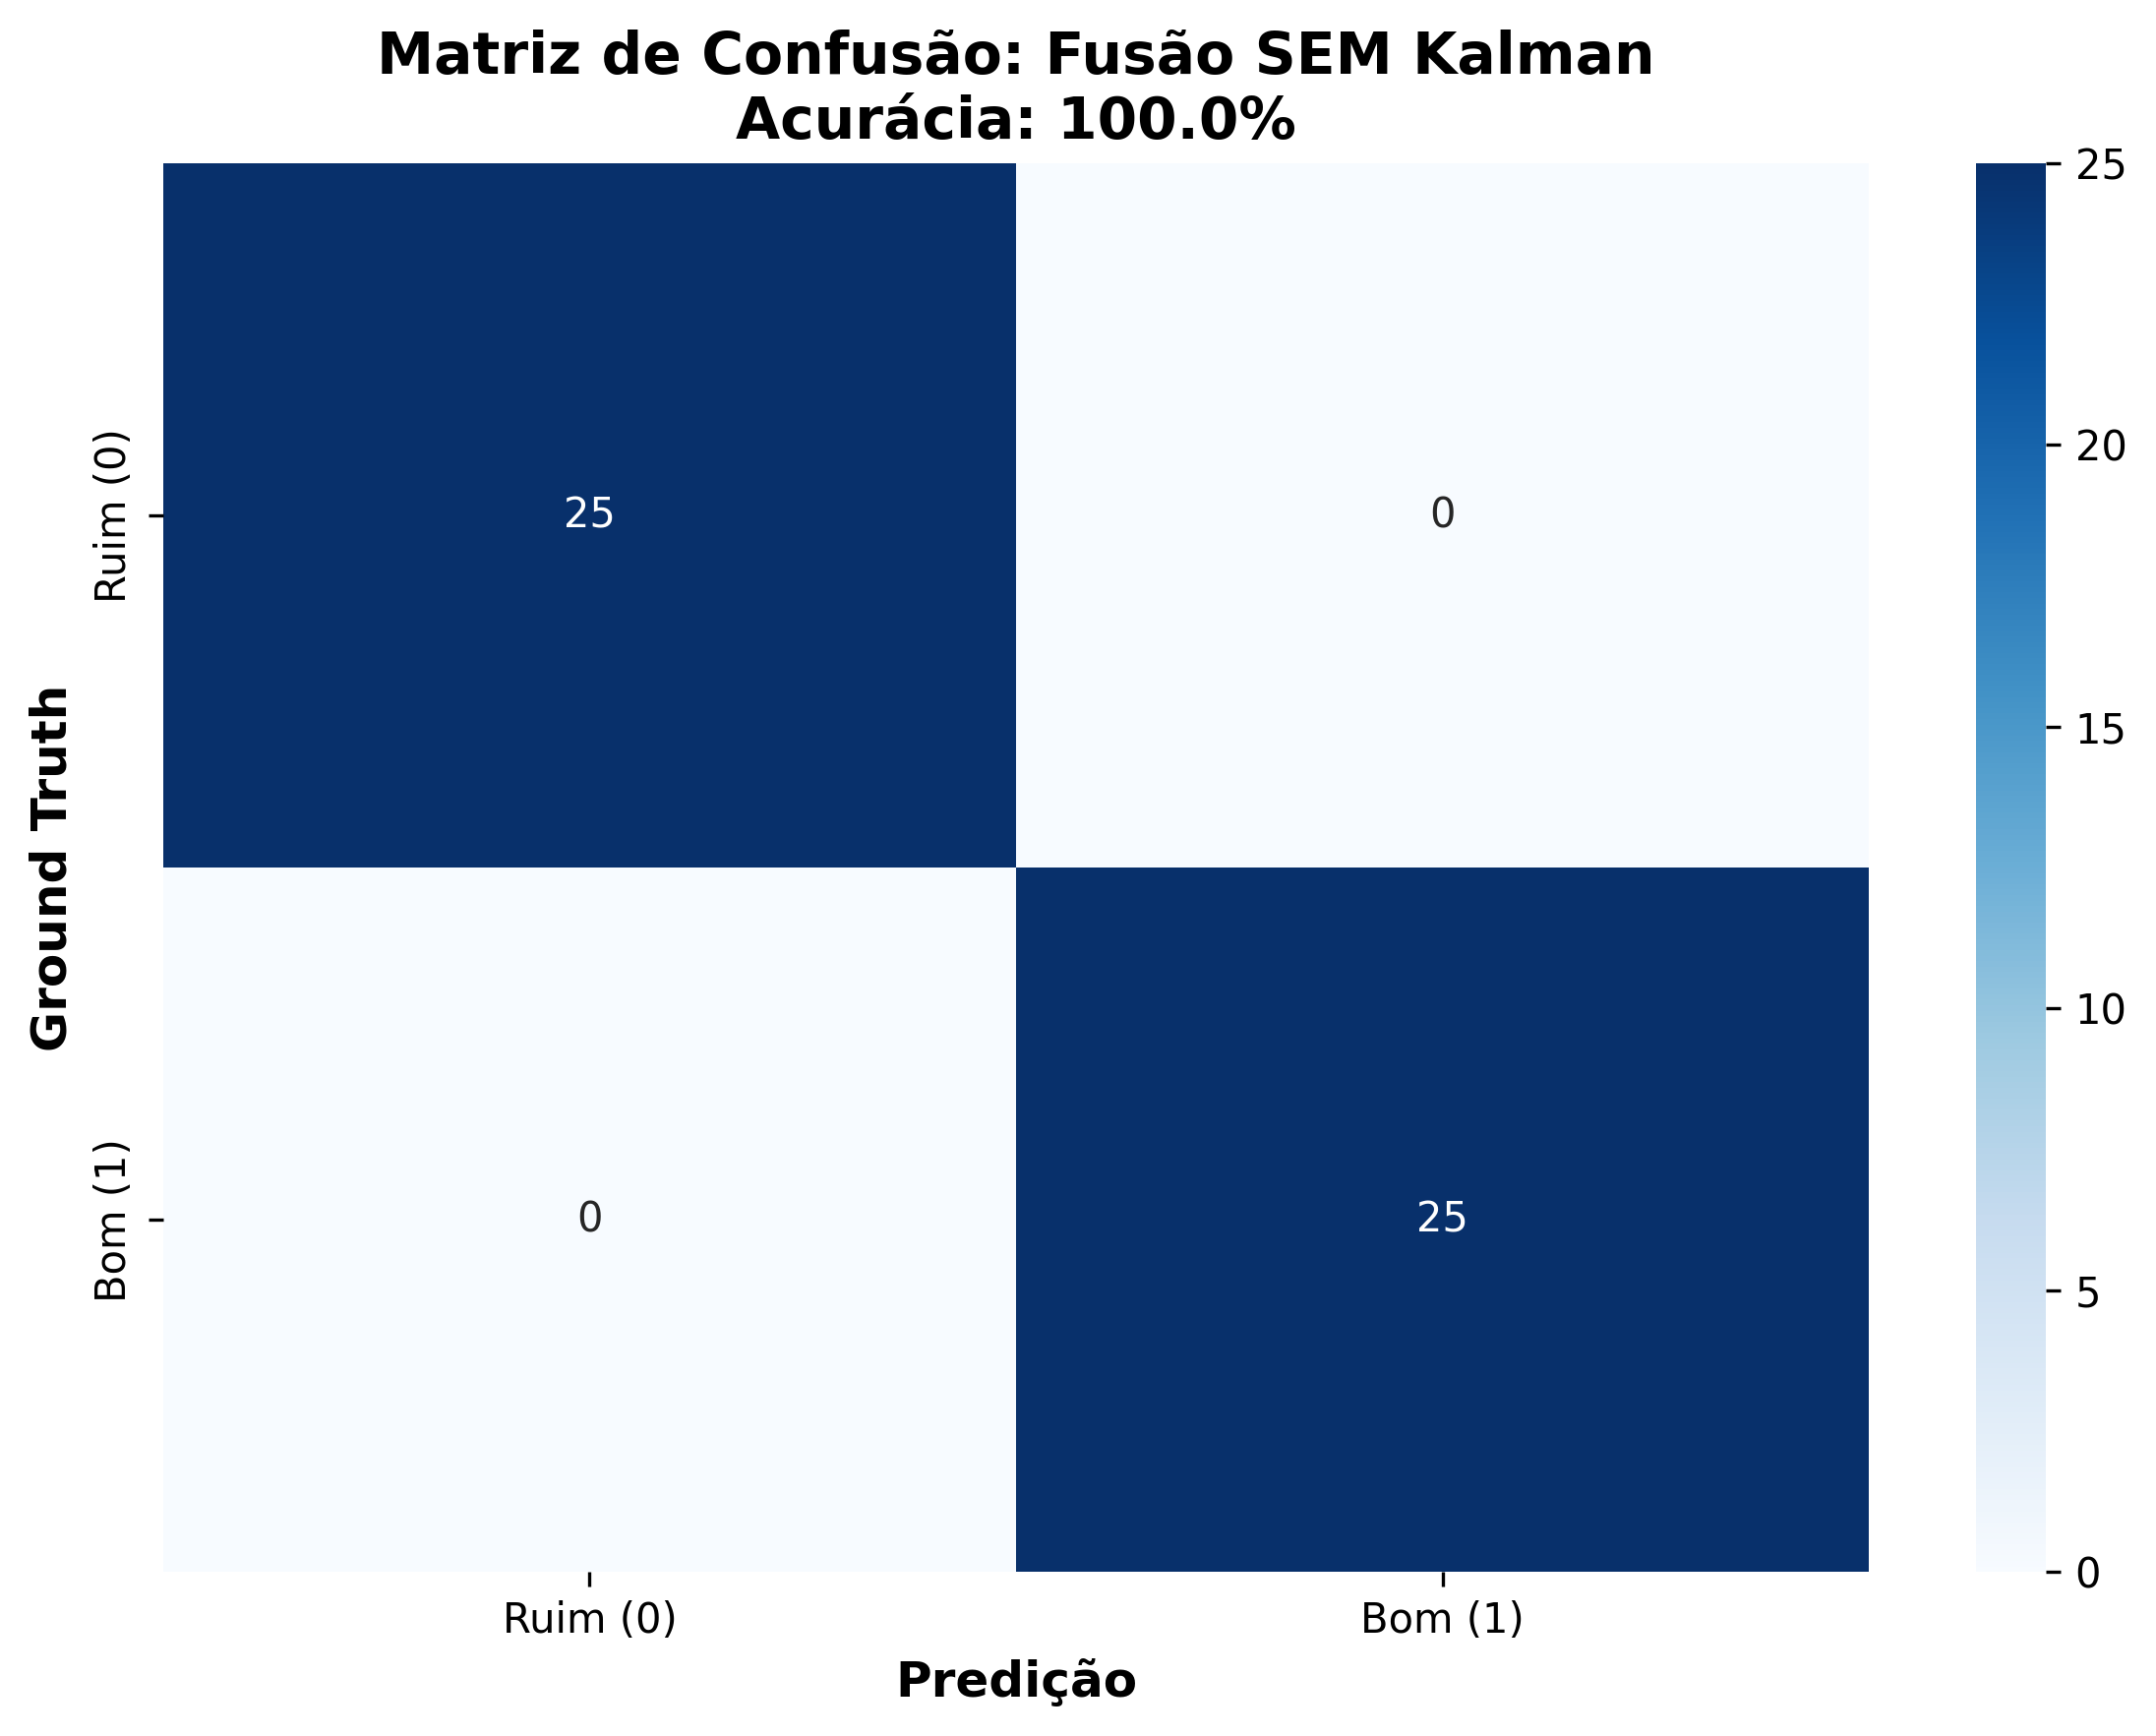 Matriz de Confusão: Fusão SEM Kalman
Acurácia: 100.0%
Ground Truth
Ruim (0)
Bom (1)
25
0
0
25
Ruim (0)
Bom (1)
Predição
25
20
15
10
5
0